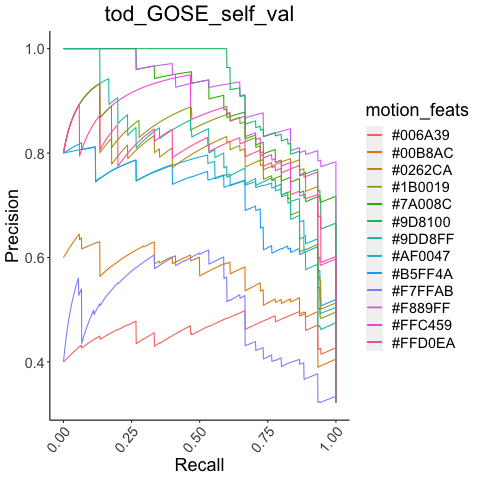 tod_GOSE_self_val
1.0
0.8
0.6
0.4
Precision
0.00
0.25
0.50
0.75
1.00
Recall
motion_feats
#006A39
#00B8AC
#0262CA
#1B0019
#7A008C
#9D8100
#9DD8FF
#AF0047
#B5FF4A
#F7FFAB
#F889FF
#FFC459
#FFD0EA